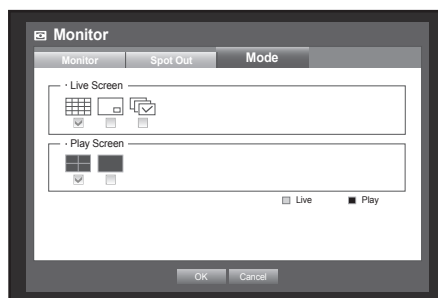 Monitor
Monitor Spot Out Mode
· Live Screen
· Play Screen
Live Play
OK Cancel